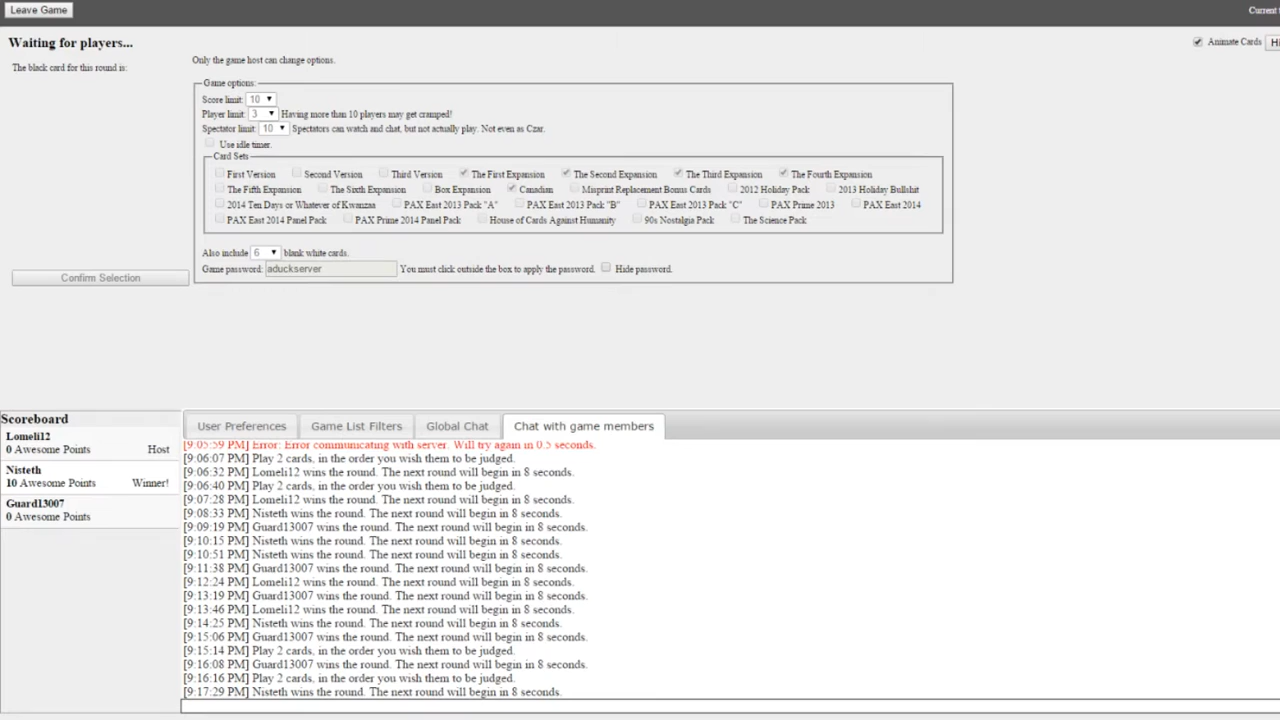 Leave Game
Current
Waiting for players...
Animate Cards
The black card for this round is:
Only the game host can change options.
Game options:
Score limit: 10
Player limit: 3 Having more than 10 players may get cramped!
Spectator limit: 10 Spectators can watch and chat, but not actually play. Not even as Czar.
Use idle timer.
Card Sets
First Version Second Version Third Version The First Expansion The Second Expansion The Third Expansion The Fourth Expansion
The Fifth Expansion The Sixth Expansion Box Expansion Canadian Misprint Replacement Bonus Cards 2012 Holiday Pack 2013 Holiday Bullshit
2014 Ten Days or Whatever of Kwanzaa PAX East 2013 Pack "A" PAX East 2013 Pack "B" PAX East 2013 Pack "C" PAX Prime 2013 PAX East 2014
PAX East 2014 Panel Pack PAX Prime 2014 Panel Pack House of Cards Against Humanity 90s Nostalgia Pack The Science Pack
Also include 6 blank white cards.
Game password: aduckserver You must click outside the box to apply the password. Hide password.
Confirm Selection
Scoreboard
Lomeli12
0 Awesome Points Host
Nisteth
10 Awesome Points Winner!
Guard13007
0 Awesome Points
User Preferences Game List Filters Global Chat Chat with game members
[9:05:59 PM] Error: Error communicating with server. Will try again in 0.5 seconds.
[9:06:07 PM] Play 2 cards, in the order you wish them to be judged.
[9:06:32 PM] Lomeli12 wins the round. The next round will begin in 8 seconds.
[9:06:40 PM] Play 2 cards, in the order you wish them to be judged.
[9:07:28 PM] Lomeli12 wins the round. The next round will begin in 8 seconds.
[9:08:33 PM] Nisteth wins the round. The next round will begin in 8 seconds.
[9:09:19 PM] Guard13007 wins the round. The next round will begin in 8 seconds.
[9:10:15 PM] Nisteth wins the round. The next round will begin in 8 seconds.
[9:10:51 PM] Nisteth wins the round. The next round will begin in 8 seconds.
[9:11:38 PM] Guard13007 wins the round. The next round will begin in 8 seconds.
[9:12:24 PM] Lomeli12 wins the round. The next round will begin in 8 seconds.
[9:13:19 PM] Guard13007 wins the round. The next round will begin in 8 seconds.
[9:13:46 PM] Lomeli12 wins the round. The next round will begin in 8 seconds.
[9:14:25 PM] Nisteth wins the round. The next round will begin in 8 seconds.
[9:15:06 PM] Guard13007 wins the round. The next round will begin in 8 seconds.
[9:15:14 PM] Play 2 cards, in the order you wish them to be judged.
[9:16:08 PM] Guard13007 wins the round. The next round will begin in 8 seconds.
[9:16:16 PM] Play 2 cards, in the order you wish them to be judged.
[9:17:29 PM] Nisteth wins the round. The next round will begin in 8 seconds.